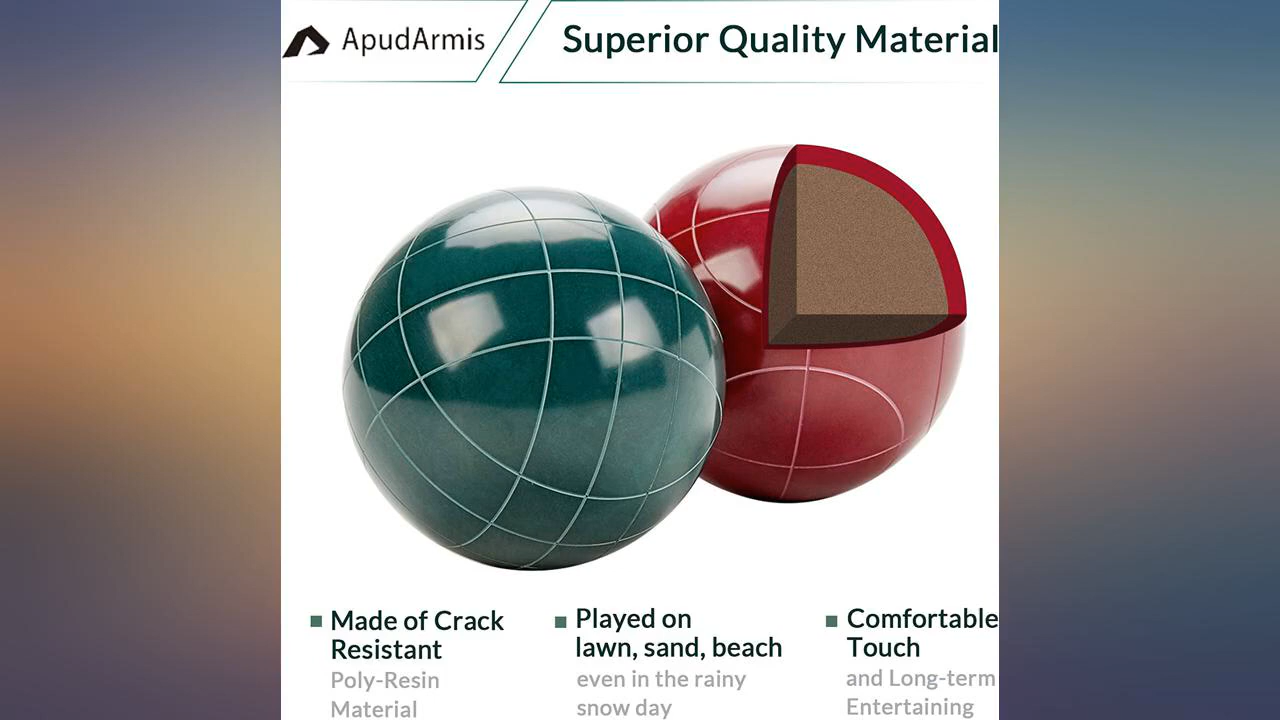 ApudArmis
Superior Quality Material
Made of Crack
Resistant
Poly-Resin
Material
Played on
lawn, sand, beach
even in the rainy
snow day
Comfortable
Touch
and Long-term
Entertaining